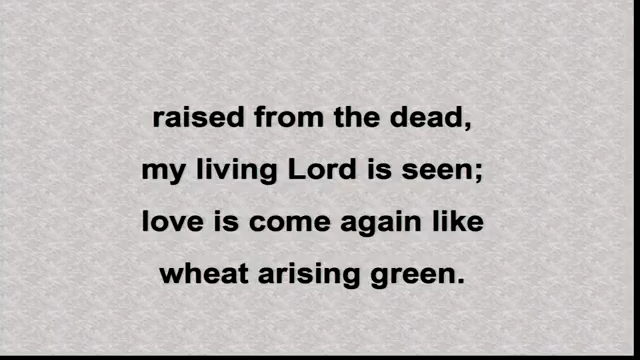 raised from the dead,
my living Lord is seen;
love is come again like
wheat arising green.